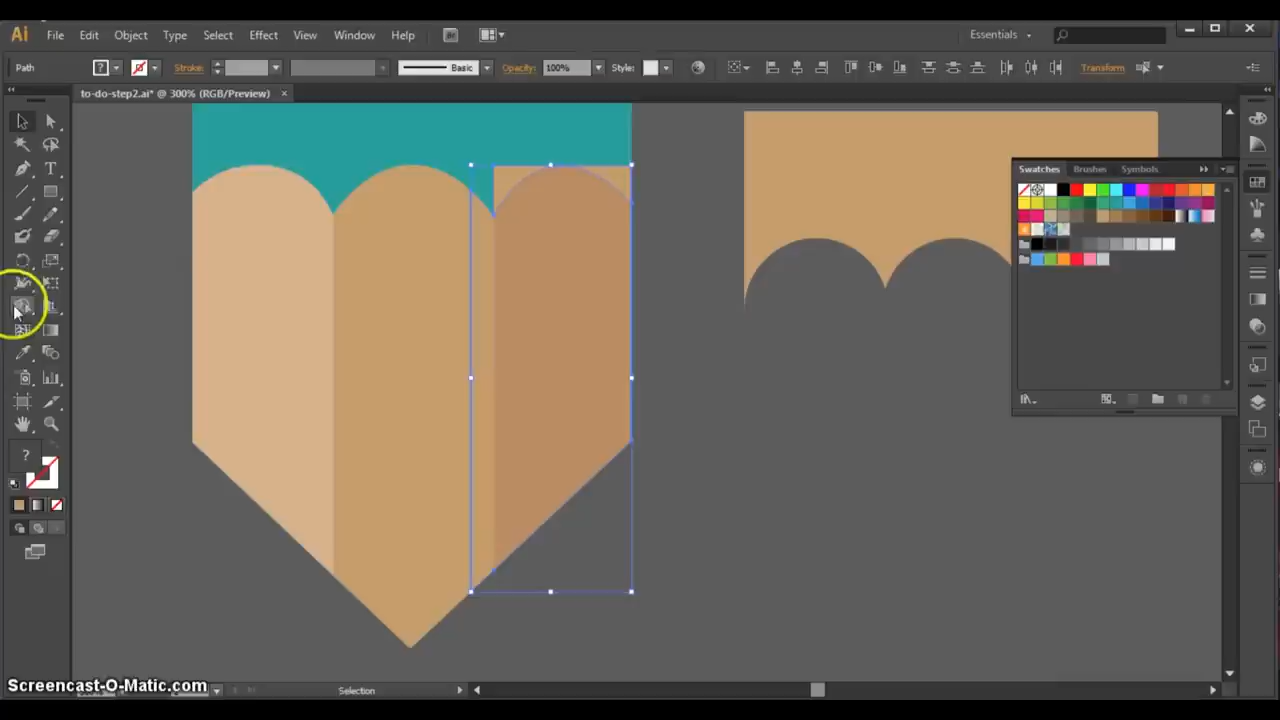 Ai File Edit Object Type Select Effect View Window Help Br Essentials
Path ? Stroke: Basic Opacity: 100% Style: Transform
to-do-step2.ai* @ 300% (RGB/Preview) ×
Swatches Brushes Symbols
T
?
Selection
Screencast-O-Matic.com